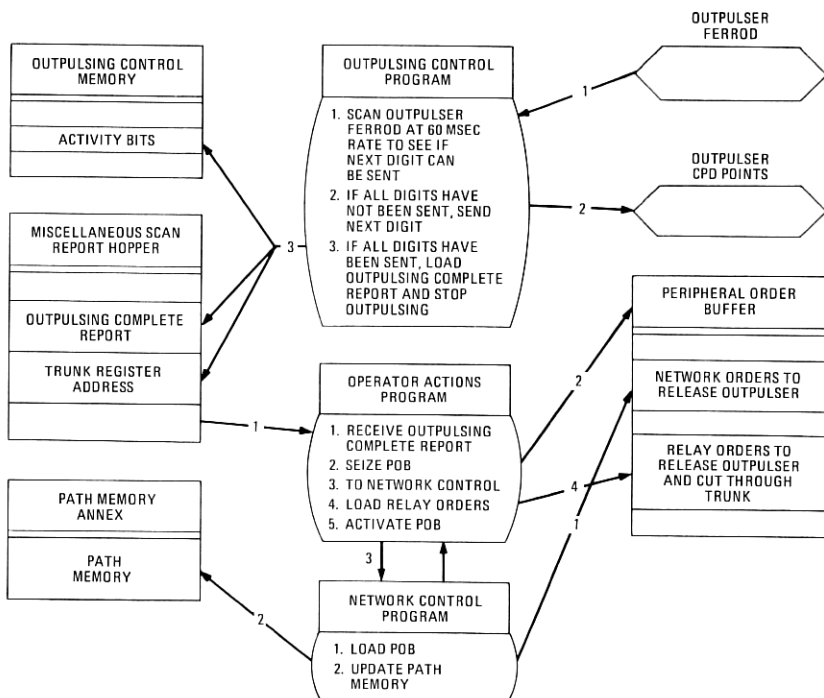 OUTPULSING CONTROL
MEMORY
ACTIVITY BITS
MISCELLANEOUS SCAN
REPORT HOPPER
OUTPULSING COMPLETE
REPORT
TRUNK REGISTER
ADDRESS
PATH MEMORY
ANNEX
PATH
MEMORY
OUTPULSING CONTROL
PROGRAM
1. SCAN OUTPULSER
FERROD AT 60 MSEC
RATE TO SEE IF
NEXT DIGIT CAN
BE SENT
2. IF ALL DIGITS HAVE
NOT BEEN SENT, SEND
NEXT DIGIT
3. IF ALL DIGITS HAVE
BEEN SENT, LOAD
OUTPULSING COMPLETE
REPORT AND STOP
OUTPULSING
3
1
2
OPERATOR ACTIONS
PROGRAM
1. RECEIVE OUTPULSING
COMPLETE REPORT
2. SEIZE POB
3. TO NETWORK CONTROL
4. LOAD RELAY ORDERS
5. ACTIVATE POB
1
2
4
3
NETWORK CONTROL
PROGRAM
1. LOAD POB
2. UPDATE PATH
MEMORY
2
1
OUTPULSER
FERROD
OUTPULSER
CPD POINTS
PERIPHERAL ORDER
BUFFER
NETWORK ORDERS TO
RELEASE OUTPULSER
RELAY ORDERS TO
RELEASE OUTPULSER
AND CUT THROUGH
TRUNK